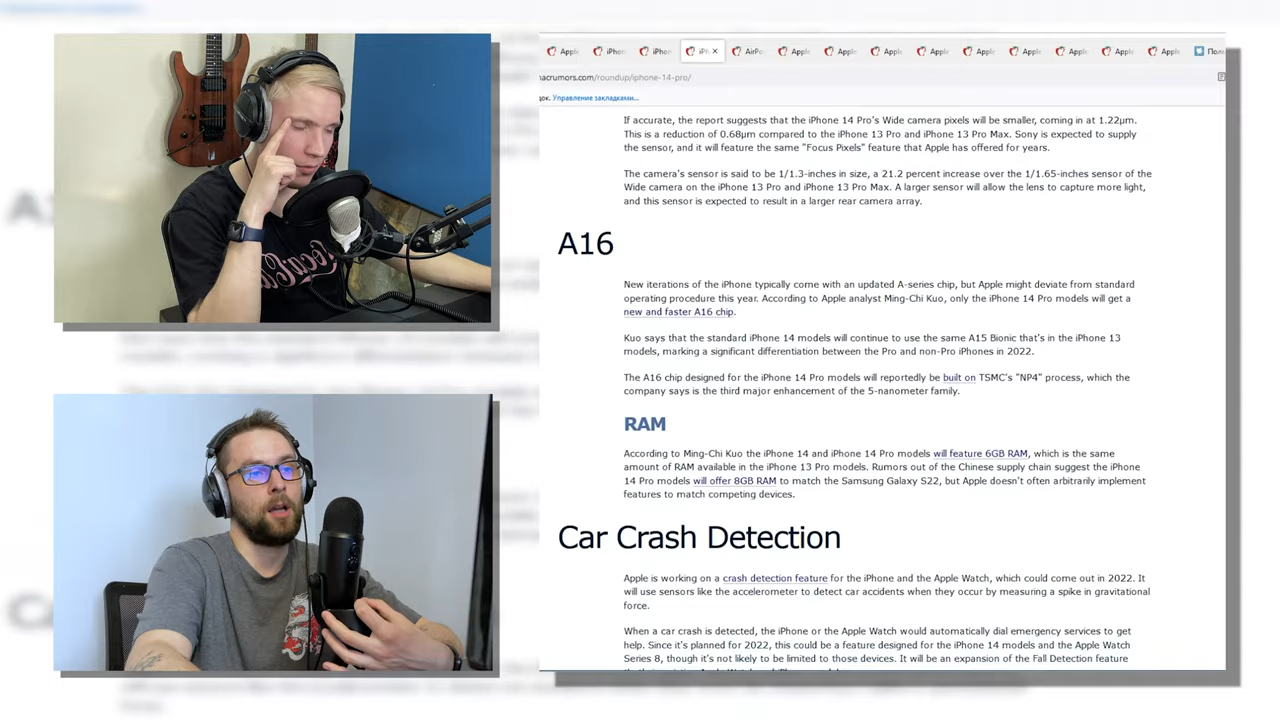 Apple
iPhon
iPhon
iPh
AirPo
Apple
Apple
Apple
Apple
Apple
Apple
Apple
Apple
Apple
Пол
macrumors.com/roundup/iphone-14-pro/
док. Управление закладками...
If accurate, the report suggests that the iPhone 14 Pro's Wide camera pixels will be smaller, coming in at 1.22µm.
This is a reduction of 0.68µm compared to the iPhone 13 Pro and iPhone 13 Pro Max. Sony is expected to supply
the sensor, and it will feature the same "Focus Pixels" feature that Apple has offered for years.
The camera's sensor is said to be 1/1.3-inches in size, a 21.2 percent increase over the 1/1.65-inches sensor of the
Wide camera on the iPhone 13 Pro and iPhone 13 Pro Max. A larger sensor will allow the lens to capture more light,
and this sensor is expected to result in a larger rear camera array.
A16
New iterations of the iPhone typically come with an updated A-series chip, but Apple might deviate from standard
operating procedure this year. According to Apple analyst Ming-Chi Kuo, only the iPhone 14 Pro models will get a
new and faster A16 chip.
Kuo says that the standard iPhone 14 models will continue to use the same A15 Bionic that's in the iPhone 13
models, marking a significant differentiation between the Pro and non-Pro iPhones in 2022.
The A16 chip designed for the iPhone 14 Pro models will reportedly be built on TSMC's "NP4" process, which the
company says is the third major enhancement of the 5-nanometer family.
RAM
According to Ming-Chi Kuo the iPhone 14 and iPhone 14 Pro models will feature 6GB RAM, which is the same
amount of RAM available in the iPhone 13 Pro models. Rumors out of the Chinese supply chain suggest the iPhone
14 Pro models will offer 8GB RAM to match the Samsung Galaxy S22, but Apple doesn't often arbitrarily implement
features to match competing devices.
Car Crash Detection
Apple is working on a crash detection feature for the iPhone and the Apple Watch, which could come out in 2022. It
will use sensors like the accelerometer to detect car accidents when they occur by measuring a spike in gravitational
force.
When a car crash is detected, the iPhone or the Apple Watch would automatically dial emergency services to get
help. Since it's planned for 2022, this could be a feature designed for the iPhone 14 models and the Apple Watch
Series 8, though it's not likely to be limited to those devices. It will be an expansion of the Fall Detection feature